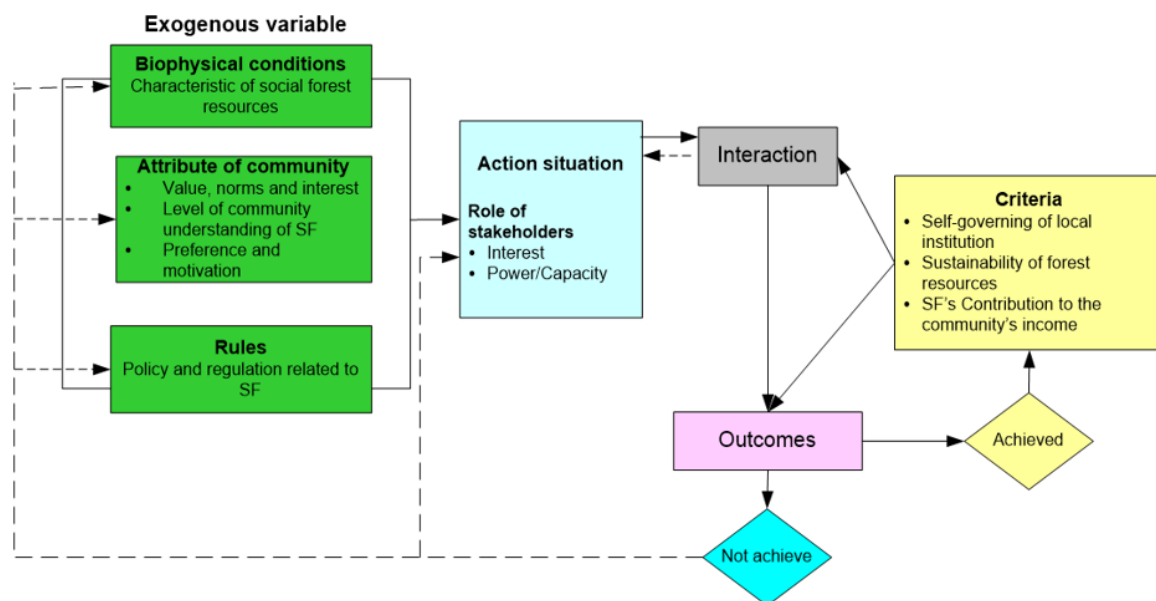 Exogenous variable
Biophysical conditions
Characteristic of social forest
resources
Attribute of community
• Value, norms and interest
• Level of community
understanding of SF
• Preference and
motivation
Rules
Policy and regulation related to
SF
Action situation
Role of
stakeholders
• Interest
• Power/Capacity
Interaction
Criteria
• Self-governing of local
institution
• Sustainability of forest
resources
• SF's Contribution to the
community's income
Outcomes
Achieved
Not achieve